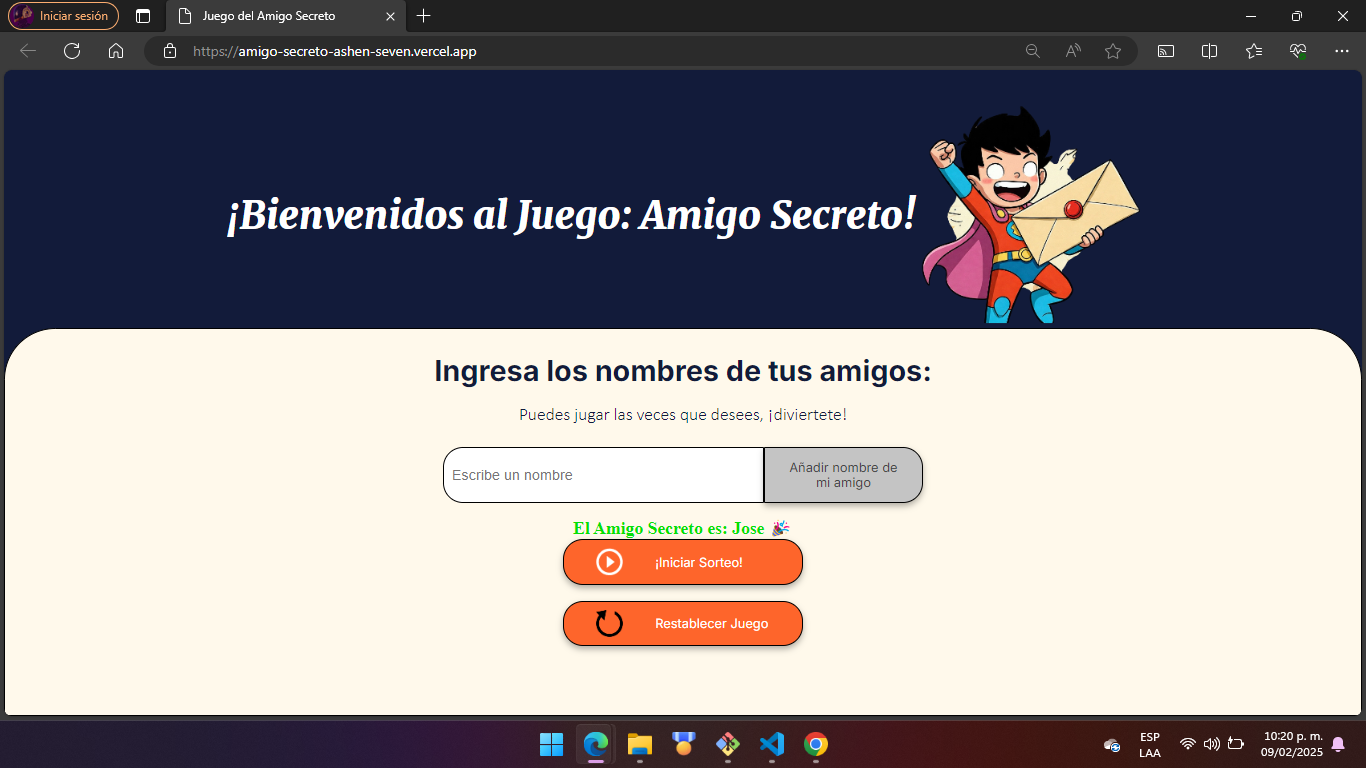 Iniciar sesión
Juego del Amigo Secreto
https://amigo-secreto-ashen-seven.vercel.app
¡Bienvenidos al Juego: Amigo Secreto!
Ingresa los nombres de tus amigos:
Puedes jugar las veces que desees, ¡diviertete!
Escribe un nombre
Añadir nombre de
mi amigo
El Amigo Secreto es: Jose 🎉
¡Iniciar Sorteo!
Restablecer Juego
ESP
LAA
10:20 p. m.
09/02/2025